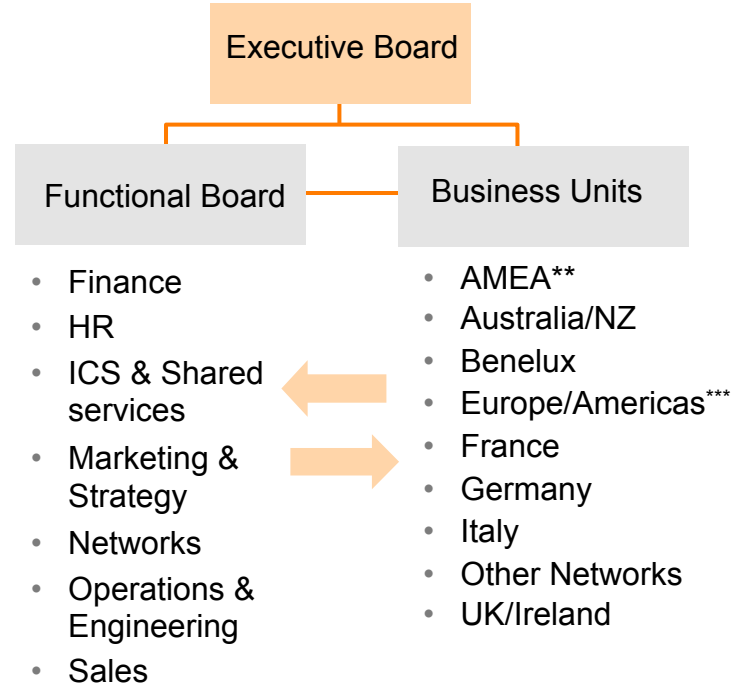 Executive Board
Functional Board
Business Units
• Finance
• HR
• ICS & Shared
services
• Marketing &
Strategy
• Networks
• Operations &
Engineering
• Sales
• AMEA**
• Australia/NZ
• Benelux
• Europe/Americas***
• France
• Germany
• Italy
• Other Networks
• UK/Ireland